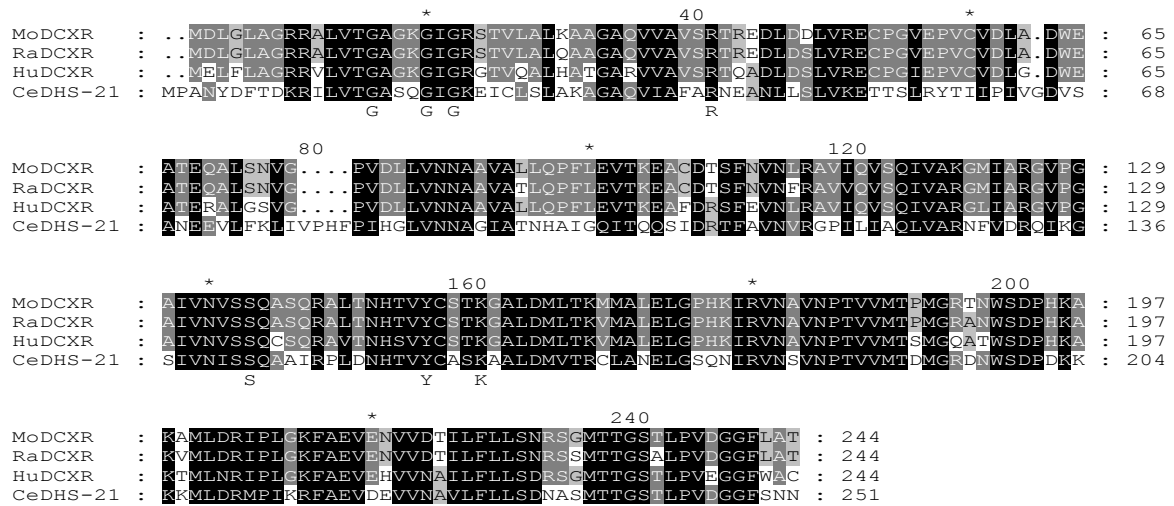 * 40 *
MoDCXR : ..MDLGLAGRRALVTGAGKGIGRSTVLALKAAGAQVVAVSRTREDLDDLVRECPGVEPVCVDLA.DWE : 65
RaDCXR : ..MDLGLAGRRALVTGAGKGIGRSTVLALQAAGAQVVAVSRTREDLDSLVRECPGVEPVCVDLA.DWE : 65
HuDCXR : ..MELFLAGRRVLVTGAGKGIGRGTVQALHATGARVVAVSRTQADLDSLVRECPGIEPVCVDLG.DWE : 65
CeDHS-21 : MPANYDFTDKRILVTGASQGIGKEICLSLAKAGAQVIAFARNEANLLSLVKETTSLRYTIIPIVGDVS : 68
G G G R
80 * 120
MoDCXR : ATEQALSNVG....PVDLLVNNAAVALLQPFLEVTKEACDTSFNVNLRAVIQVSQIVAKGMIARGVPG : 129
RaDCXR : ATEQALSNVG....PVDLLVNNAAVATLQPFLEVTKEACDTSFNVNFRAVVQVSQIVARGMIARGVPG : 129
HuDCXR : ATERALGSVG....PVDLLVNNAAVALLQPFLEVTKEAFDRSFEVNLRAVIQVSQIVARGLIARGVPG : 129
CeDHS-21 : ANEEVLFKLIVPHFPIHGLVNNAGIATNHAIGQITQQSIDRTFAVNVRGPILIAQLVARNFVDRQIKG : 136
* 160 * 200
MoDCXR : AIVNVSSQASQRALTNHTVYCSTKGALDMLTKMMALELGPHKIRVNAVNPTVVMTPMGRTNWSDPHKA : 197
RaDCXR : AIVNVSSQASQRALTNHTVYCSTKGALDMLTKVMALELGPHKIRVNAVNPTVVMTPMGRANWSDPHKA : 197
HuDCXR : AIVNVSSQCSQRAVTNHSVYCSTKGALDMLTKVMALELGPHKIRVNAVNPTVVMTSMGQATWSDPHKA : 197
CeDHS-21 : SIVNISSQAAIRPLDNHTVYCASKAALDMVTRCLANELGSQNIRVNSVNPTVVMTDMGRDNWSDPDKK : 204
S Y K
* 240
MoDCXR : KAMLDRIPLGKFAEVENVVDTILFLLSNRSGMTTGSTLPVDGGFLAT : 244
RaDCXR : KVMLDRIPLGKFAEVENVVDTILFLLSNRSSMTTGSALPVDGGFLAT : 244
HuDCXR : KTMLNRIPLGKFAEVEHVVNAILFLLSDRSGMTTGSTLPVEGGFWAC : 244
CeDHS-21 : KKMLDRMPIKRFAEVDEVVNAVLFLLSDNASMTTGSTLPVDGGFSNN : 251